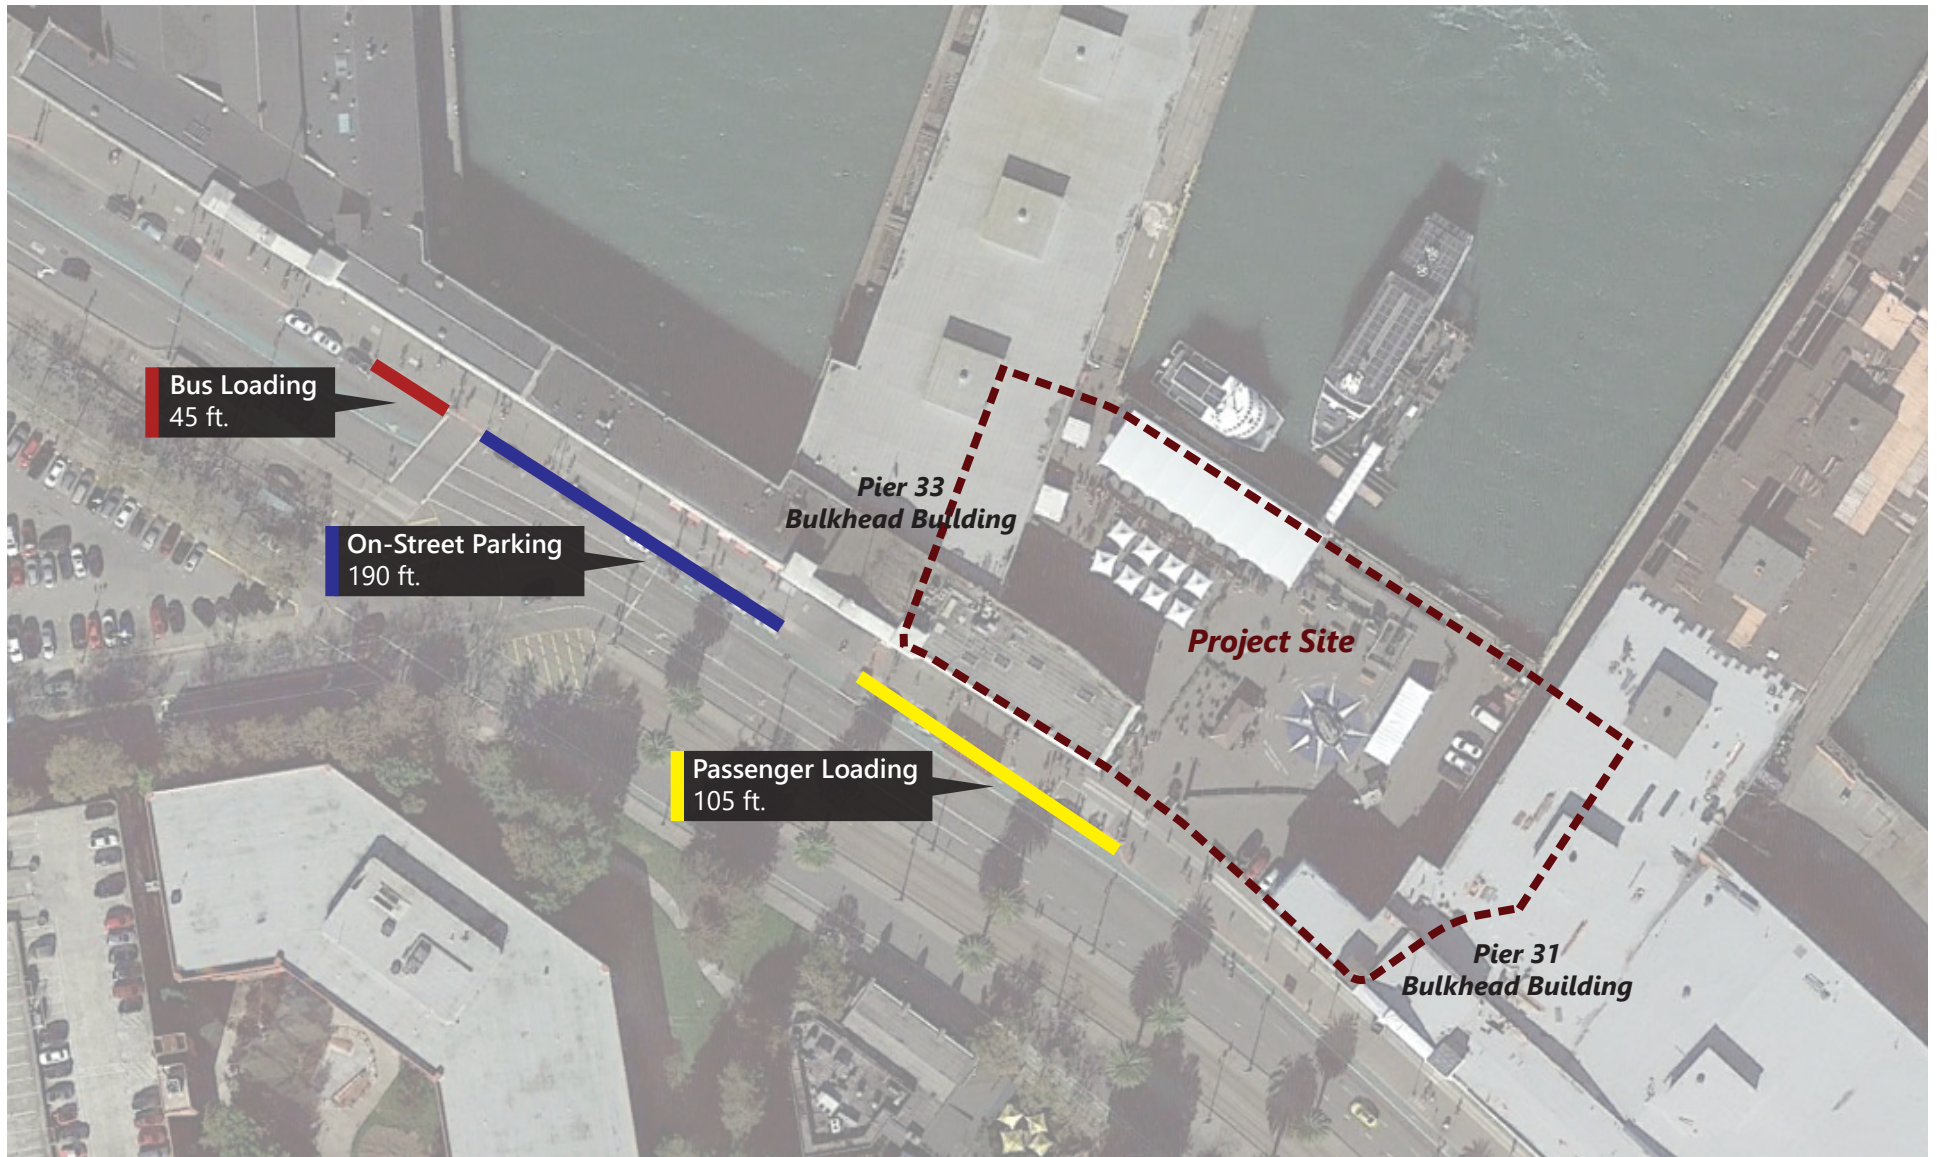 Bus Loading
45 ft.
Pier 33
Bulkhead Building
On-Street Parking
190 ft.
Project Site
Passenger Loading
105 ft.
Pier 31
Bulkhead Building